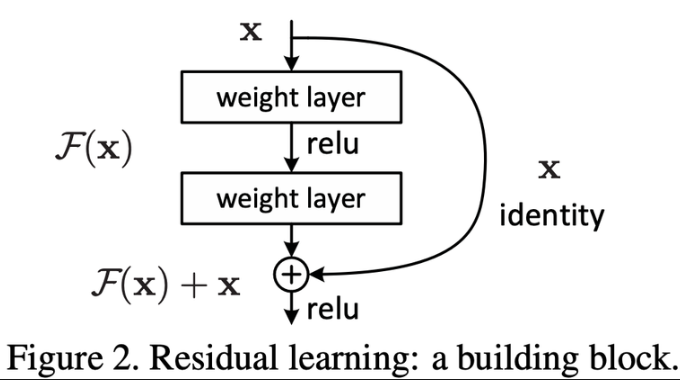 x
weight layer
F(x)
relu
x
weight layer
identity
F(x) + x
relu
Figure 2. Residual learning: a building block.